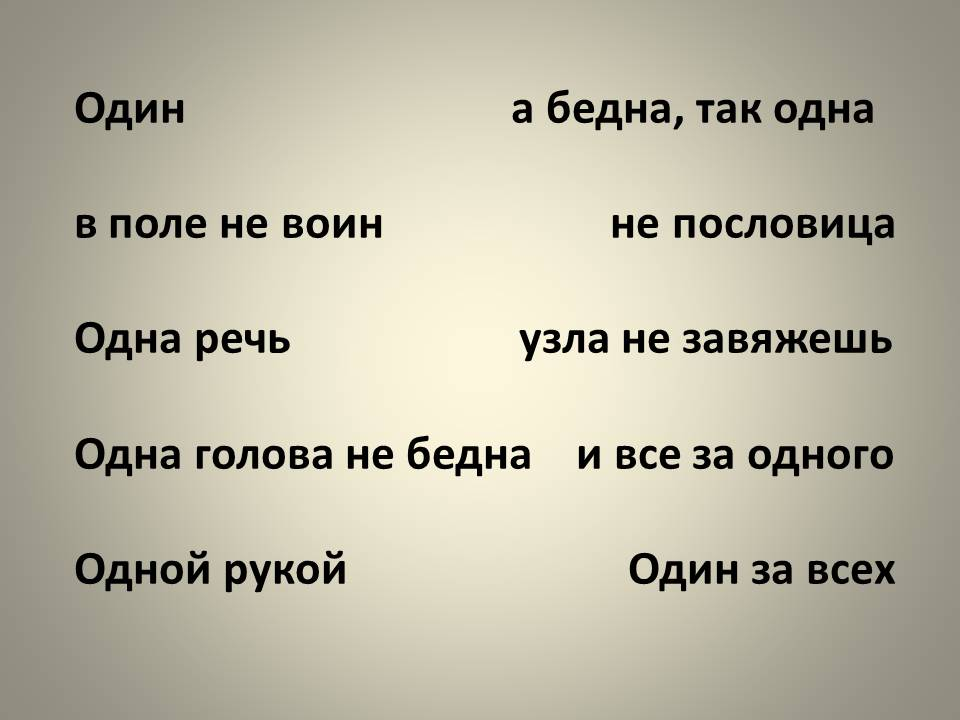 Один а бедна, так одна
в поле не воин не пословица
Одна речь узла не завяжешь
Одна голова не бедна и все за одного
Одной рукой Один за всех